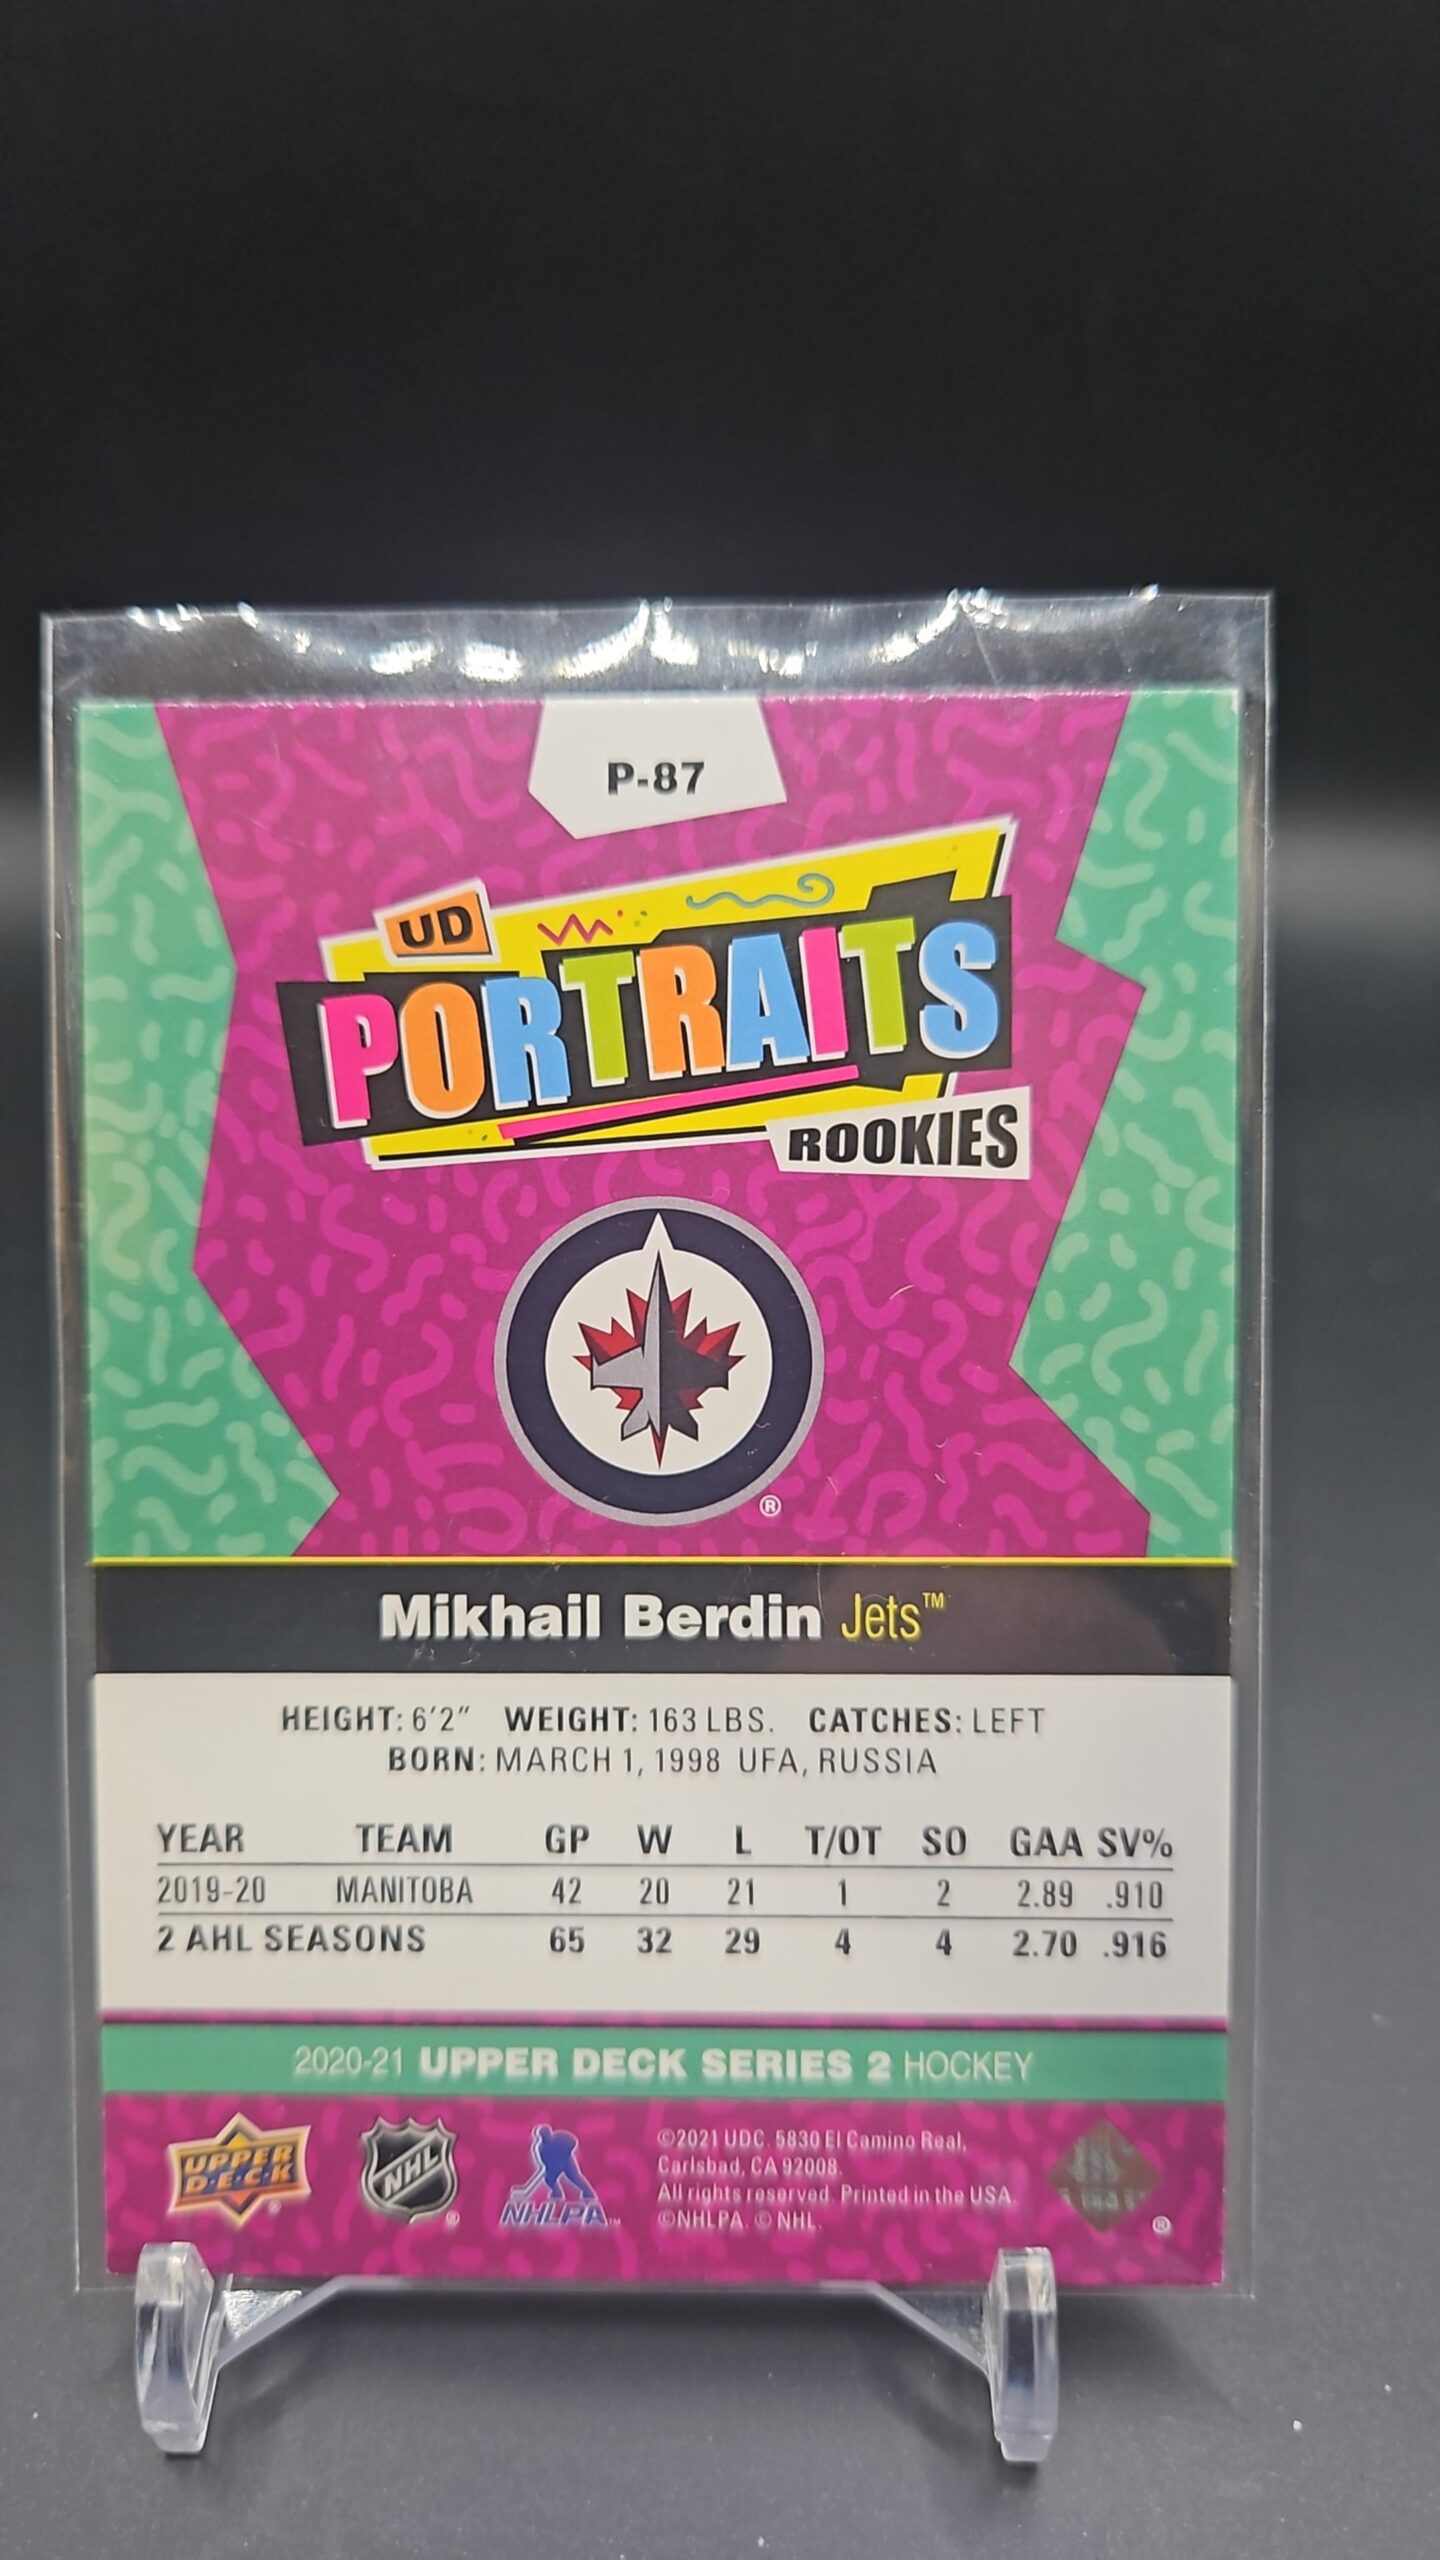 P-87
UD
PORTRAITS
ROOKIES
®
Mikhail Berdin Jets™
HEIGHT: 6'2" WEIGHT: 163 LBS. CATCHES: LEFT
BORN: MARCH 1, 1998 UFA, RUSSIA
YEAR TEAM GP W L T/OT SO GAA SV%
2019-20 MANITOBA 42 20 21 1 2 2.89 .910
2 AHL SEASONS 65 32 29 4 4 2.70 .916
2020-21 UPPER DECK SERIES 2 HOCKEY
UPPER
D·E·C·K
®
NHL
®
NHLPA™
©2021 UDC. 5830 El Camino Real,
Carlsbad, CA 92008.
All rights reserved. Printed in the USA.
©NHLPA. © NHL.
®